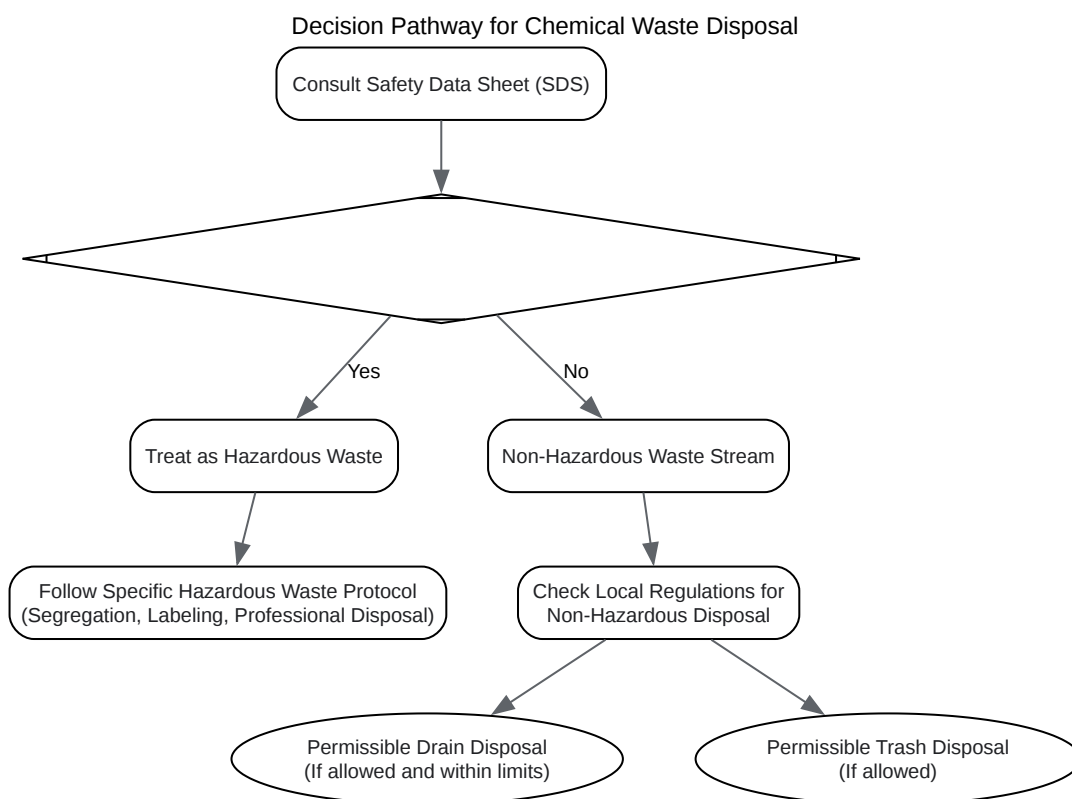 Decision Pathway for Chemical Waste Disposal
Consult Safety Data Sheet (SDS)
Yes
No
Treat as Hazardous Waste
Non-Hazardous Waste Stream
Follow Specific Hazardous Waste Protocol
(Segregation, Labeling, Professional Disposal)
Check Local Regulations for
Non-Hazardous Disposal
Permissible Drain Disposal
(If allowed and within limits)
Permissible Trash Disposal
(If allowed)